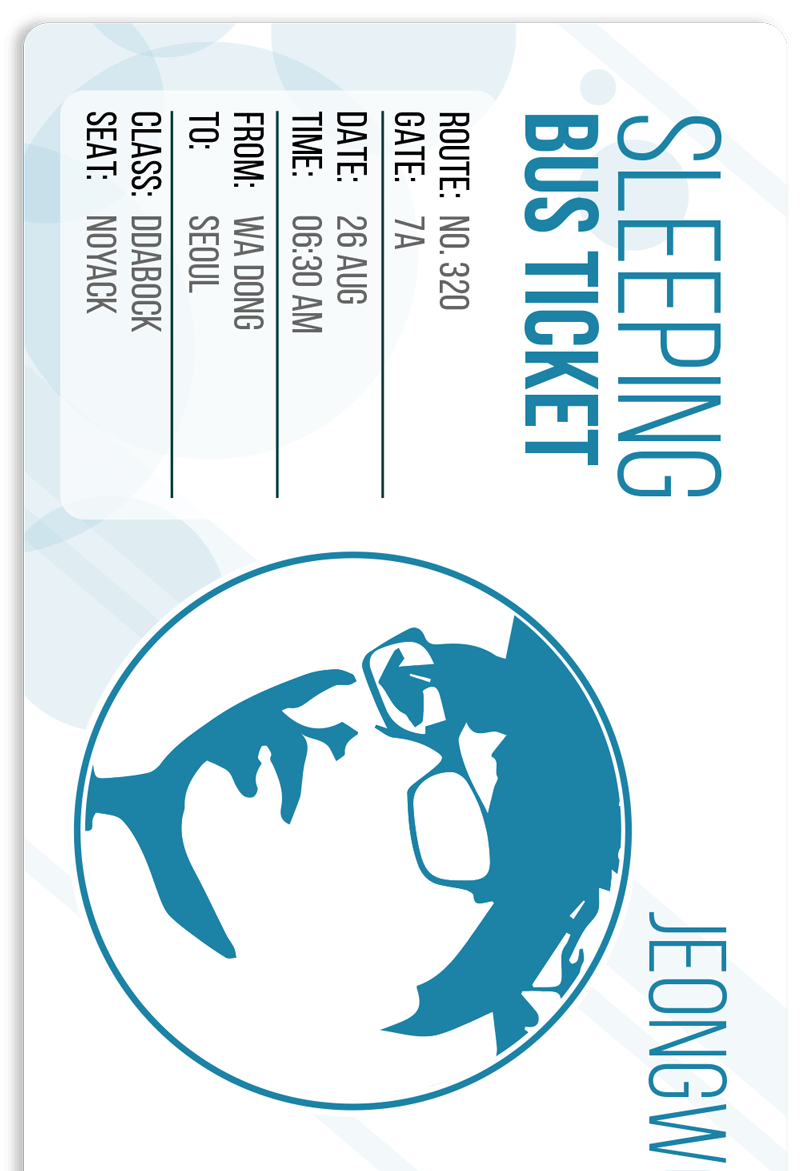 SLEEPING
BUS TICKET
ROUTE: NO. 320
GATE: 7A
DATE: 26 AUG
TIME: 06:30 AM
FROM: WA DONG
TO: SEOUL
CLASS: DDABOCK
SEAT: NOYACK
JEONGW